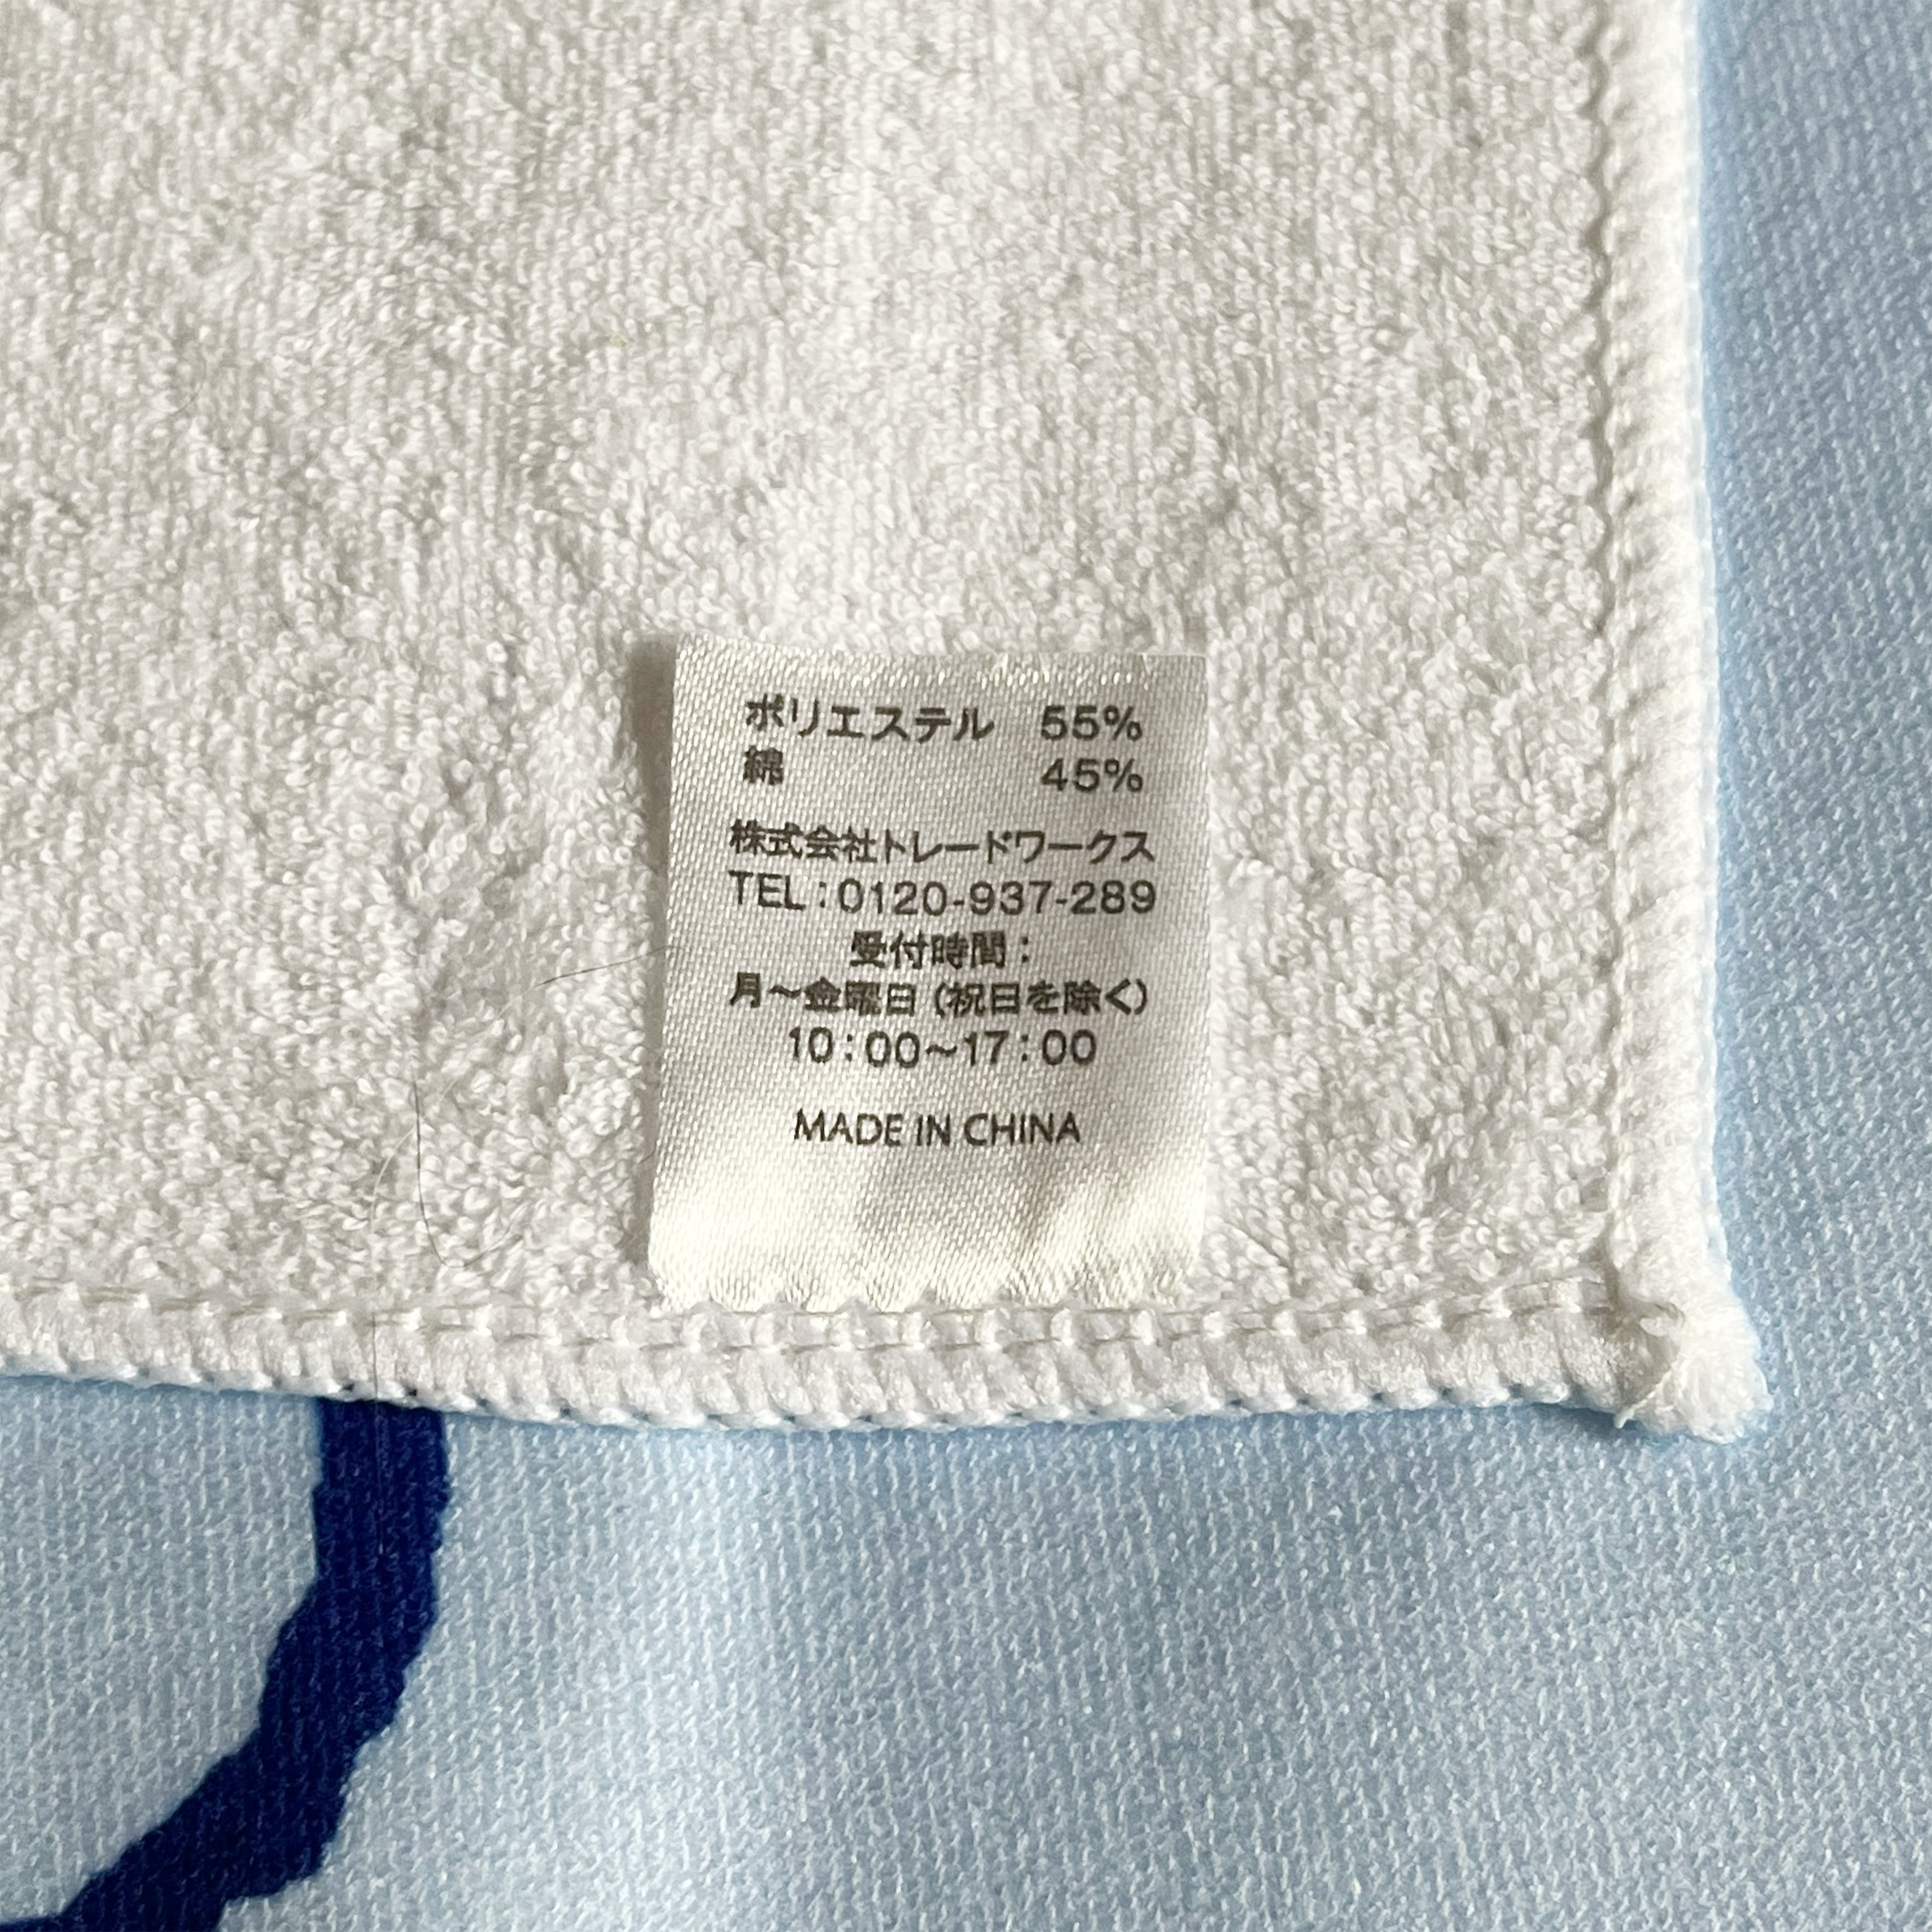 ポリエステル 55%
綿 45%
株式会社トレードワークス
TEL:0120-937-289
受付時間:
月〜金曜日(祝日を除く)
10:00〜17:00
MADE IN CHINA